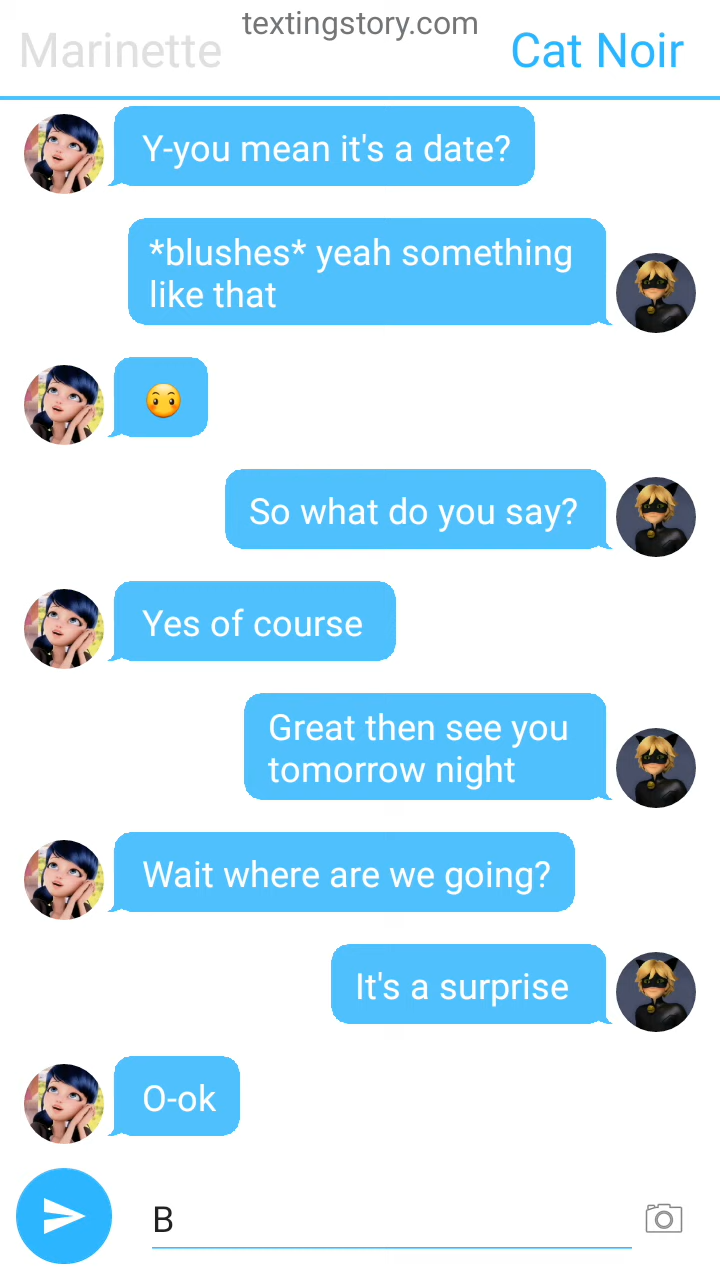 textingstory.com
Marinette
Cat Noir
Y-you mean it's a date?
*blushes* yeah something
like that
So what do you say?
Yes of course
Great then see you
tomorrow night
Wait where are we going?
It's a surprise
O-ok
B